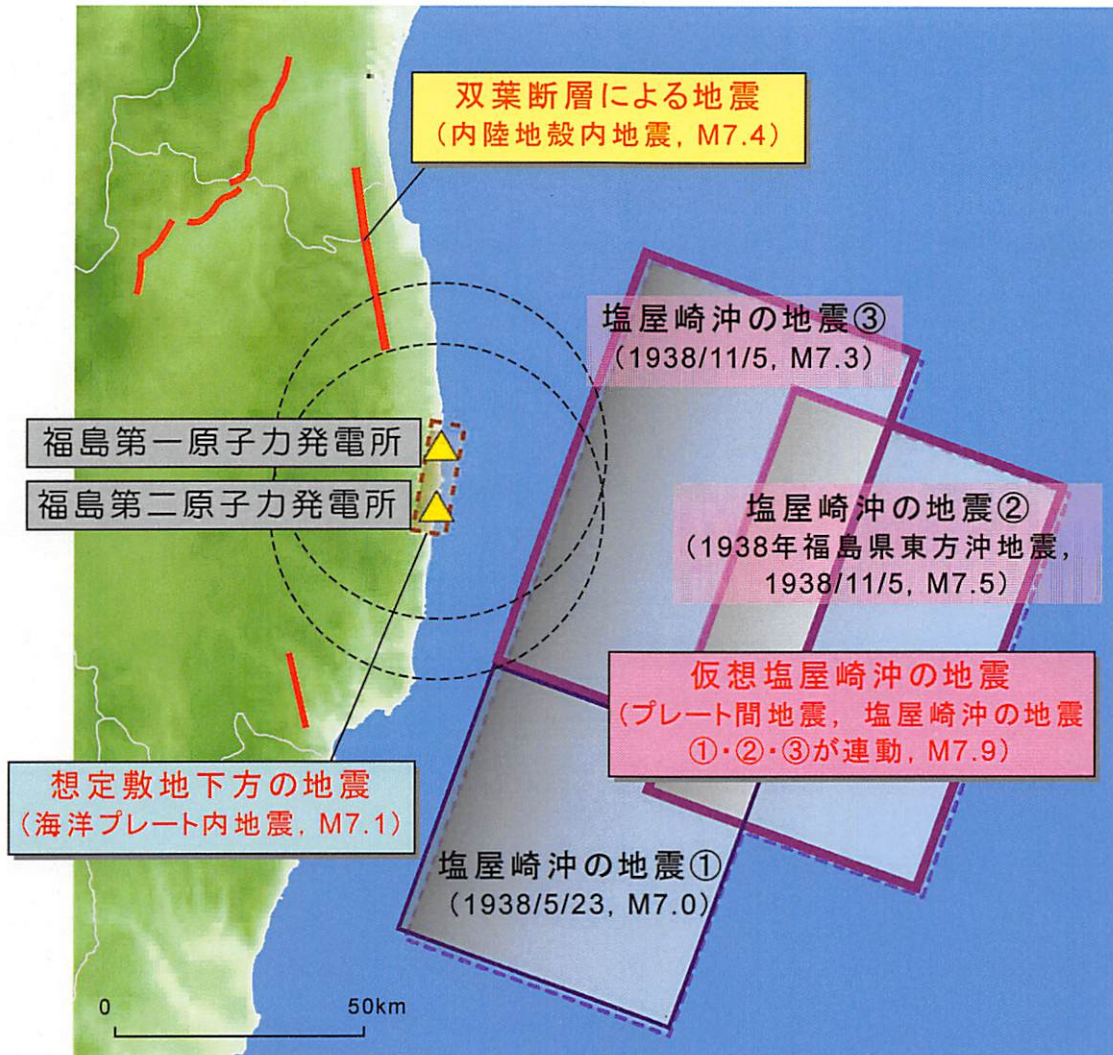 双葉断層による地震
(内陸地殻内地震, M7.4)
塩屋崎沖の地震③
(1938/11/5, M7.3)
福島第一原子力発電所
福島第二原子力発電所
塩屋崎沖の地震②
(1938年福島県東方沖地震,
1938/11/5, M7.5)
仮想塩屋崎沖の地震
(プレート間地震, 塩屋崎沖の地震
①・②・③が連動, M7.9)
想定敷地下方の地震
(海洋プレート内地震, M7.1)
塩屋崎沖の地震①
(1938/5/23, M7.0)
0 50km